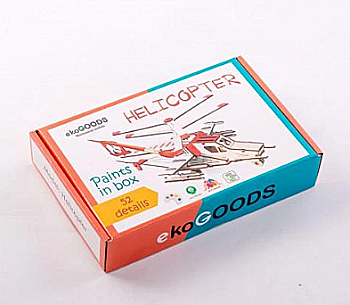 ekoGOODS
HELICOPTER
Paints
in box
52
details
ekoGOODS